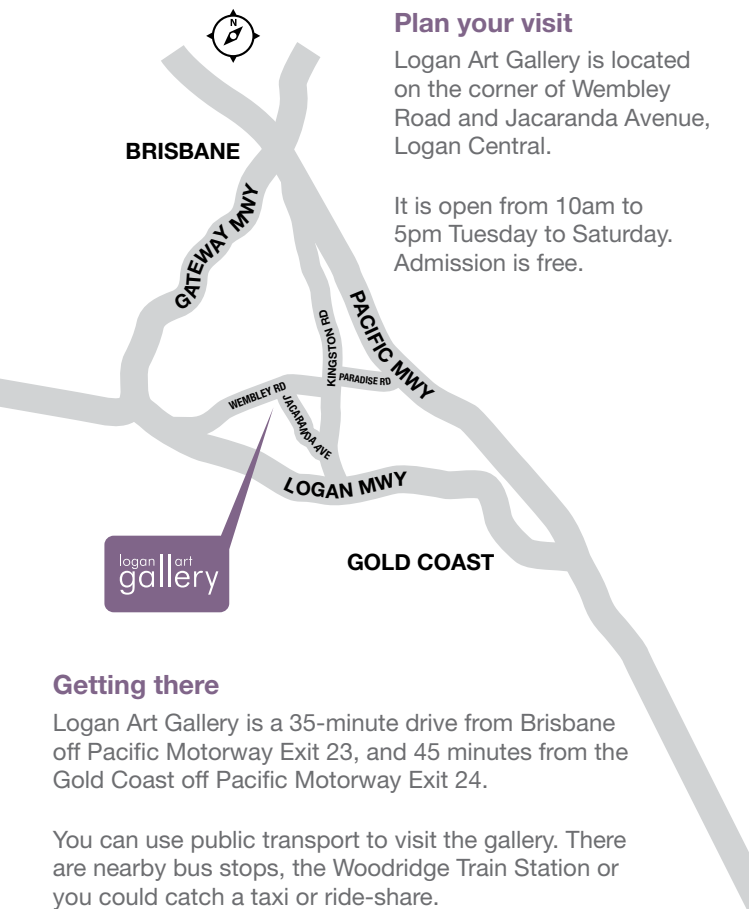 N
Plan your visit
Logan Art Gallery is located
on the corner of Wembley
Road and Jacaranda Avenue,
Logan Central.
It is open from 10am to
5pm Tuesday to Saturday.
Admission is free.
BRISBANE
GATEWAY MWY
PACIFIC MWY
KINGSTON RD
PARADISE RD
WEMBLEY RD
JACARANDA AVE
LOGAN MWY
GOLD COAST
logan art
gallery
Getting there
Logan Art Gallery is a 35-minute drive from Brisbane
off Pacific Motorway Exit 23, and 45 minutes from the
Gold Coast off Pacific Motorway Exit 24.
You can use public transport to visit the gallery. There
are nearby bus stops, the Woodridge Train Station or
you could catch a taxi or ride-share.